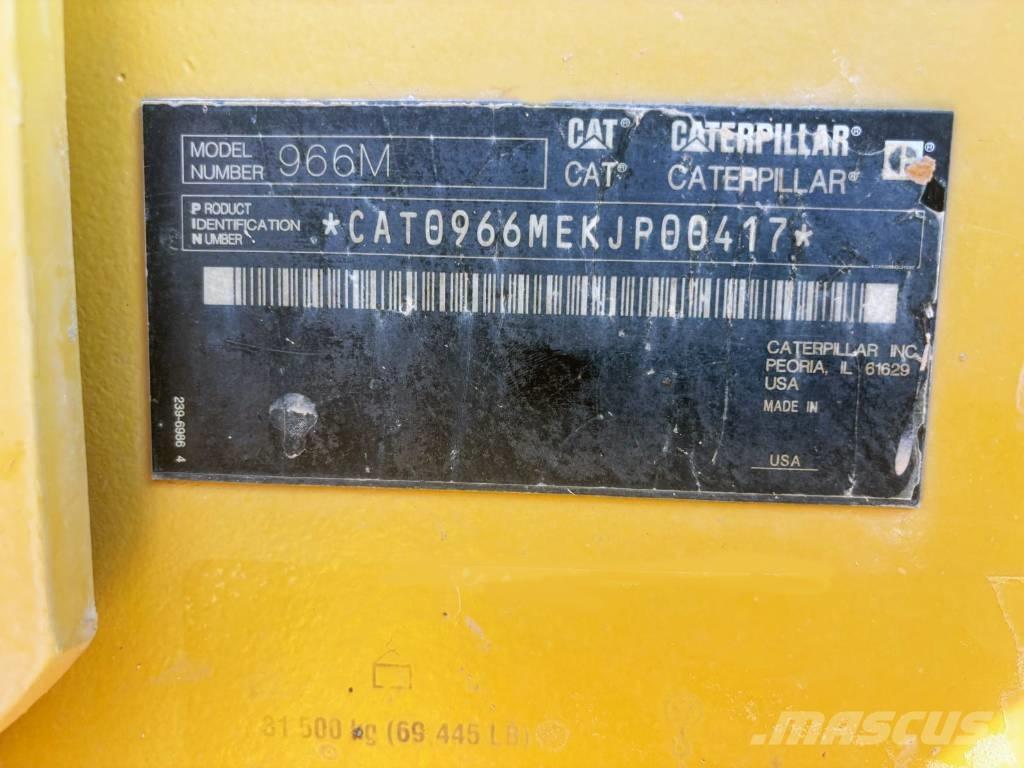 MODEL NUMBER 966M
CAT® CATERPILLAR®
CAT® CATERPILLAR®
PRODUCT IDENTIFICATION NUMBER *CAT0966MEKJP00417*
CATERPILLAR INC
PEORIA, IL 61629
USA
MADE IN
USA
239-6986 4
31 500 kg (69 445 LB)
MASCUS